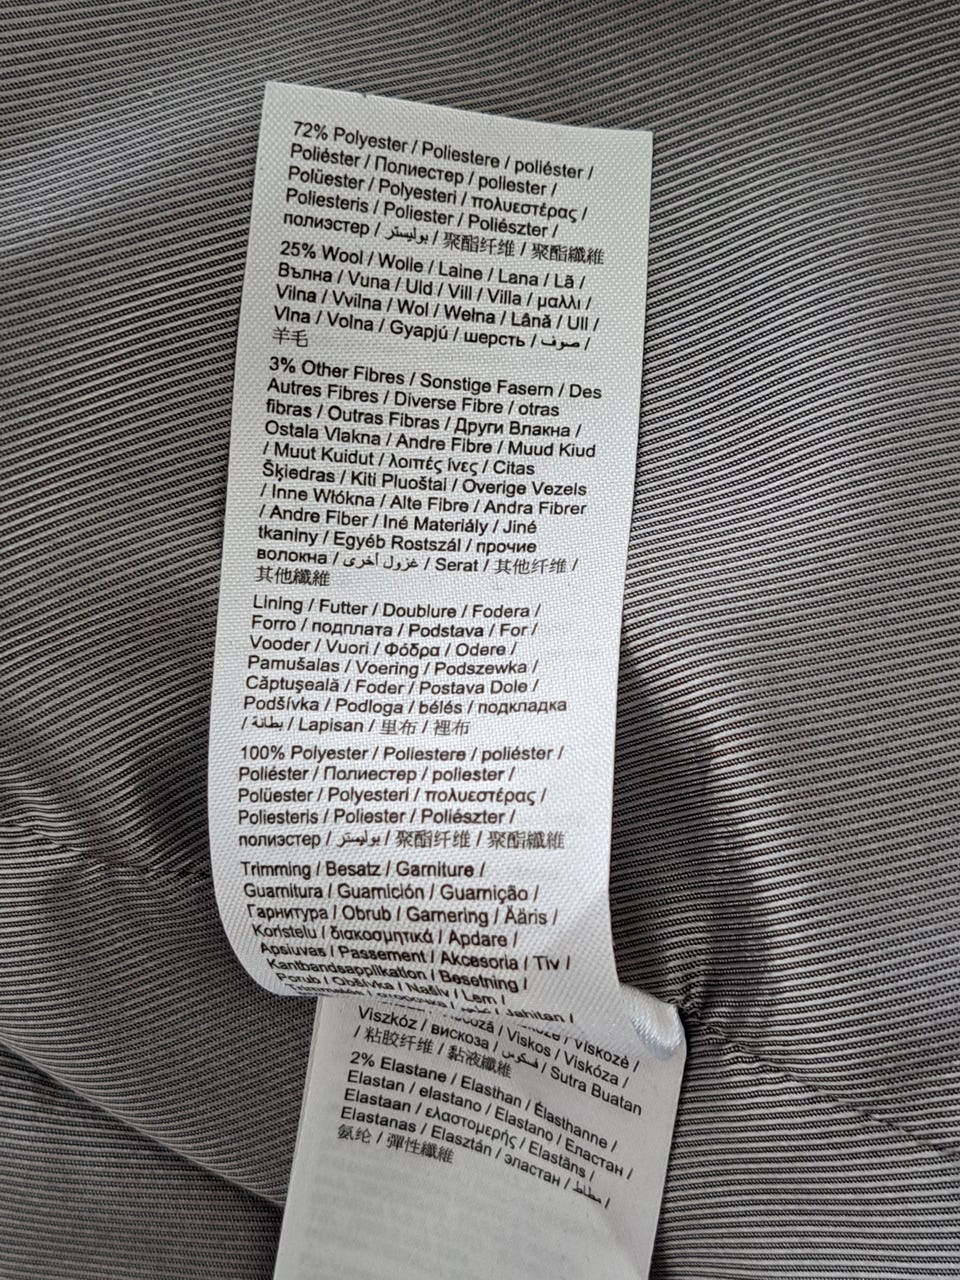 72% Polyester / Poliestere / poliéster /
Poliéster / Полиестер / poliester /
Polüester / Polyesteri / πολυεστέρας /
Poliesteris / Poliester / Poliészter /
полиэстер / بوليستر / 聚酯纤维 / 聚酯纖維
25% Wool / Wolle / Laine / Lana / Lã /
Вълна / Vuna / Uld / Vill / Villa / μαλλι /
Vilna / Vvilna / Wol / Wełna / Lână / Ull /
Vlna / Volna / Gyapjú / шерсть / صوف /
羊毛
3% Other Fibres / Sonstige Fasern / Des
Autres Fibres / Diverse Fibre / otras
fibras / Outras Fibras / Други Влакна /
Ostala Vlakna / Andre Fibre / Muud Kiud
/ Muut Kuidut / λοιπές ίνες / Citas
Šķiedras / Kiti Pluoštai / Overige Vezels
/ Inne Włókna / Alte Fibre / Andra Fibrer
/ Andre Fiber / Iné Materiály / Jiné
tkaniny / Egyéb Rostszál / прочие
волокна / غزول أخرى / Serat / 其他纤维 /
其他纖維
Lining / Futter / Doublure / Fodera /
Forro / подплата / Podstava / For /
Vooder / Vuori / Φόδρα / Odere /
Pamušalas / Voering / Podszewka /
Căptuşeală / Foder / Postava Dole /
Podšívka / Podloga / bélés / подкладка
/ بطانة / Lapisan / 里布 / 裡布
100% Polyester / Poliestere / poliéster /
Poliéster / Полиестер / poliester /
Polüester / Polyesteri / πολυεστέρας /
Poliesteris / Poliester / Poliészter /
полиэстер / بوليستر / 聚酯纤维 / 聚酯纖維
Trimming / Besatz / Garniture /
Guarnitura / Guarnición / Guarnição /
Гарнитура / Obrub / Garnering / Ääris /
Koristelu / διακοσμητικά / Apdare /
Apsiuvas / Passement / Akcesoria / Tiv /
Kantbandsapplikation / Besetning /
Porub / Obšívka / Našiv / Lem /
Jahitan /
Viskozė /
Viskos / Viskóza /
Viszkóz / вискоза / فسكوس / Sutra Buatan
/ 粘胶纤维 / 黏液纖維
2% Elastane / Elasthan / Élasthanne /
Elastan / elastano / Elastano / Еластан /
Elastaan / ελαστομερής / Elastāns /
Elastanas / Elasztán / эластан / مطاط /
氨纶 / 彈性纖維